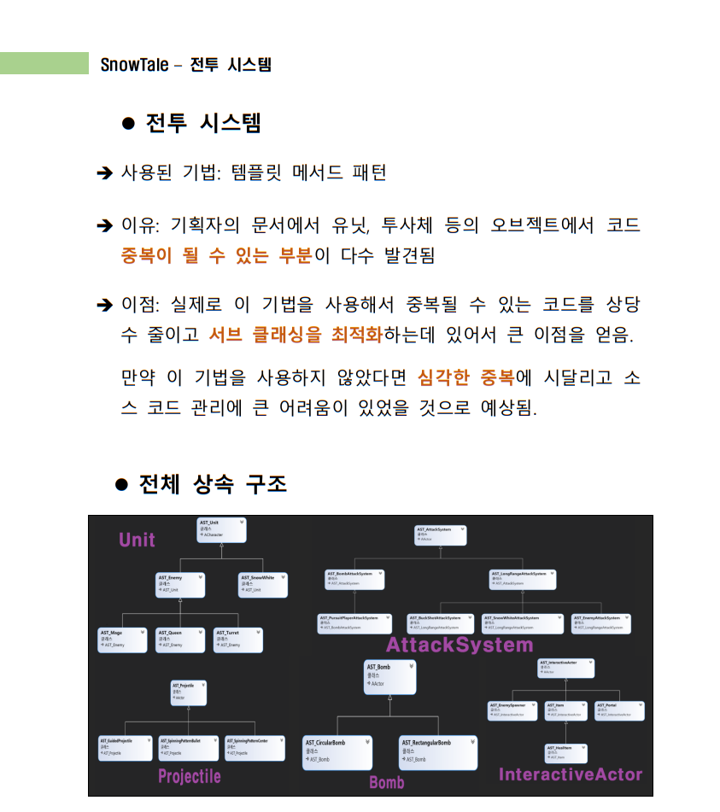 SnowTale – 전투 시스템
● 전투 시스템
➔ 사용된 기법: 템플릿 메서드 패턴
➔ 이유: 기획자의 문서에서 유닛, 투사체 등의 오브젝트에서 코드
중복이 될 수 있는 부분이 다수 발견됨
➔ 이점: 실제로 이 기법을 사용해서 중복될 수 있는 코드를 상당
수 줄이고 서브 클래싱을 최적화하는데 있어서 큰 이점을 얻음.
만약 이 기법을 사용하지 않았다면 심각한 중복에 시달리고 소
스 코드 관리에 큰 어려움이 있었을 것으로 예상됨.
● 전체 상속 구조
Unit
AST_Unit
클래스
➔ ACharacter
AST_Enemy
클래스
➔ AST_Unit
AST_SnowWhite
클래스
➔ AST_Unit
AST_Mage
클래스
➔ AST_Enemy
AST_Queen
클래스
➔ AST_Enemy
AST_Turret
클래스
➔ AST_Enemy
AttackSystem
AST_AttackSystem
클래스
➔ AActor
AST_BombAttackSystem
클래스
➔ AST_AttackSystem
AST_LongRangeAttackSystem
클래스
➔ AST_AttackSystem
클래스
➔ AST_BombAttackSystem
클래스
➔ AST_LongRangeAttackSystem
AST_SnowWhiteAttackSystem
클래스
➔ AST_LongRangeAttackSystem
AST_EnemyAttackSystem
클래스
➔ AST_LongRangeAttackSystem
AST_Projectile
클래스
➔ AActor
AST_GuidedProjectile
클래스
➔ AST_Projectile
AST_SpinningPatternBullet
클래스
➔ AST_Projectile
AST_SpinningPatternCenter
클래스
➔ AST_Projectile
Projectile
AST_Bomb
클래스
➔ AActor
AST_CircularBomb
클래스
➔ AST_Bomb
AST_RectangularBomb
클래스
➔ AST_Bomb
Bomb
AST_InteractiveActor
클래스
➔ AActor
AST_EnemySpawner
클래스
➔ AST_InteractiveActor
AST_Item
클래스
➔ AST_InteractiveActor
AST_Portal
클래스
➔ AST_InteractiveActor
클래스
➔ AST_Item
InteractiveActor